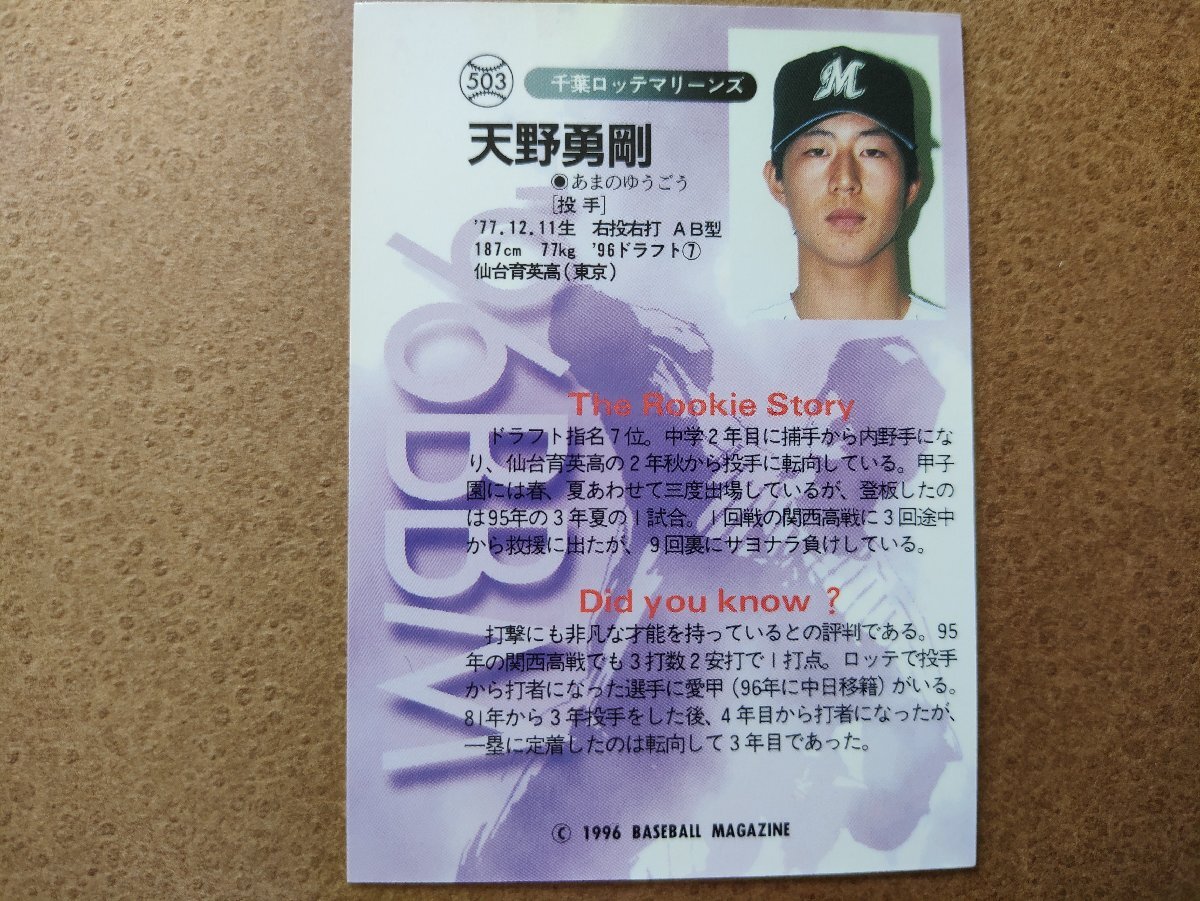 503
千葉ロッテマリーンズ
M
天野勇剛
◉あまのゆうごう
[投手]
'77.12.11生 右投右打 AB型
187cm 77kg '96ドラフト⑦
仙台育英高(東京)
'96BBM
The Rookie Story
ドラフト指名7位。中学2年目に捕手から内野手にな
り、仙台育英高の2年秋から投手に転向している。甲子
園には春、夏あわせて三度出場しているが、登板したの
は95年の3年夏の1試合。1回戦の関西高戦に3回途中
から救援に出たが、9回裏にサヨナラ負けしている。
Did you know ?
打撃にも非凡な才能を持っているとの評判である。95
年の関西高戦でも3打数2安打で1打点。ロッテで投手
から打者になった選手に愛甲(96年に中日移籍)がいる。
81年から3年投手をした後、4年目から打者になったが、
一塁に定着したのは転向して3年目であった。
© 1996 BASEBALL MAGAZINE